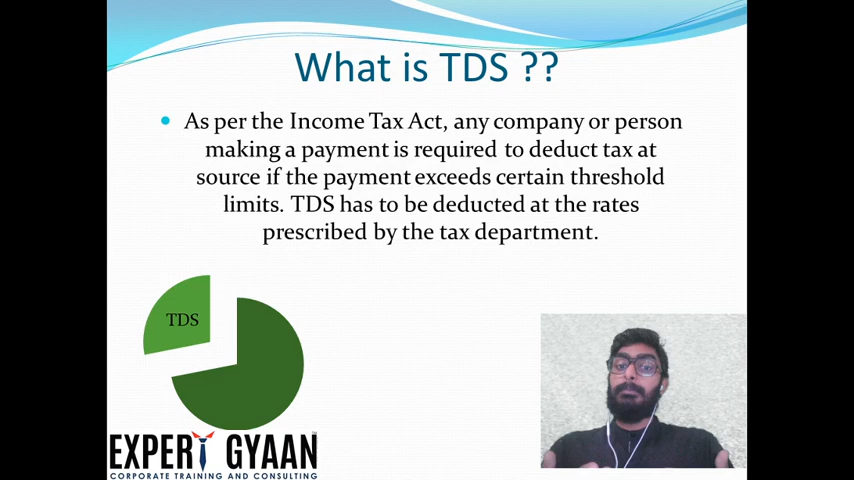 What is TDS ??
• As per the Income Tax Act, any company or person
making a payment is required to deduct tax at
source if the payment exceeds certain threshold
limits. TDS has to be deducted at the rates
prescribed by the tax department.
TDS
EXPERT GYAAN
CORPORATE TRAINING AND CONSULTING